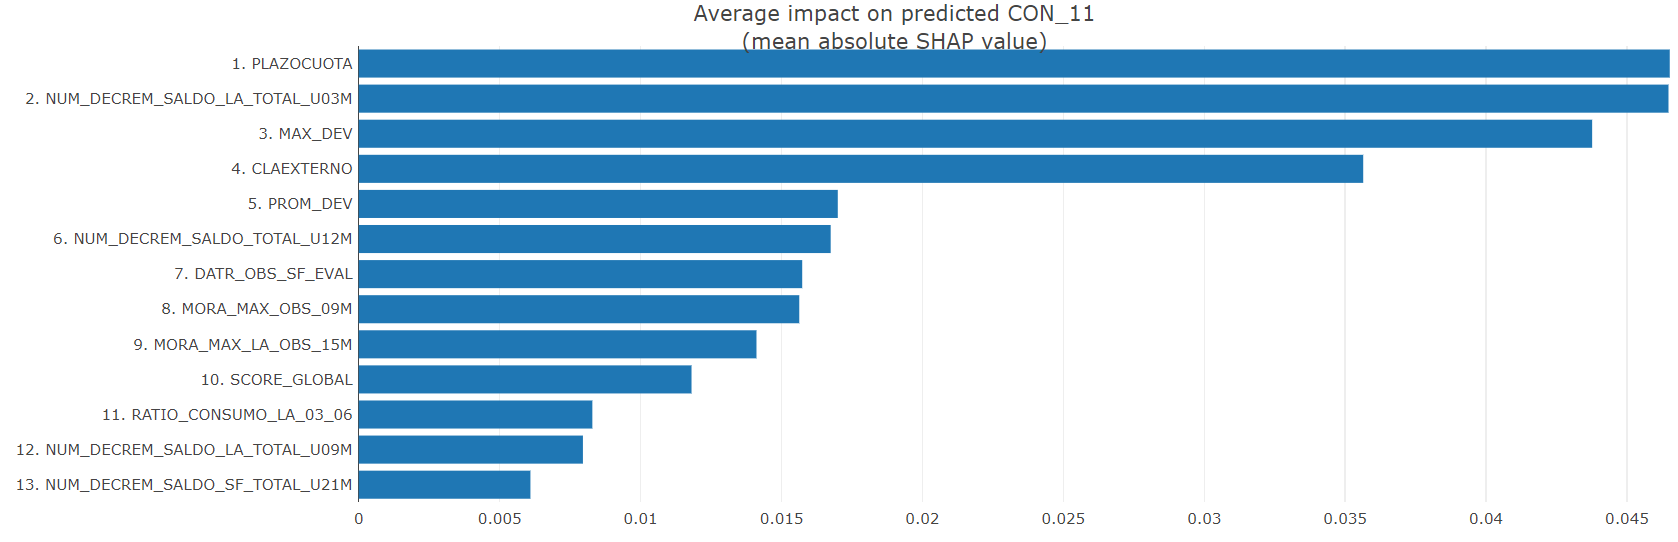 Average impact on predicted CON_11
(mean absolute SHAP value)
1. PLAZOCUOTA
2. NUM_DECREM_SALDO_LA_TOTAL_U03M
3. MAX_DEV
4. CLAEXTERNO
5. PROM_DEV
6. NUM_DECREM_SALDO_TOTAL_U12M
7. DATR_OBS_SF_EVAL
8. MORA_MAX_OBS_09M
9. MORA_MAX_LA_OBS_15M
10. SCORE_GLOBAL
11. RATIO_CONSUMO_LA_03_06
12. NUM_DECREM_SALDO_LA_TOTAL_U09M
13. NUM_DECREM_SALDO_SF_TOTAL_U21M
0 0.005 0.01 0.015 0.02 0.025 0.03 0.035 0.04 0.045